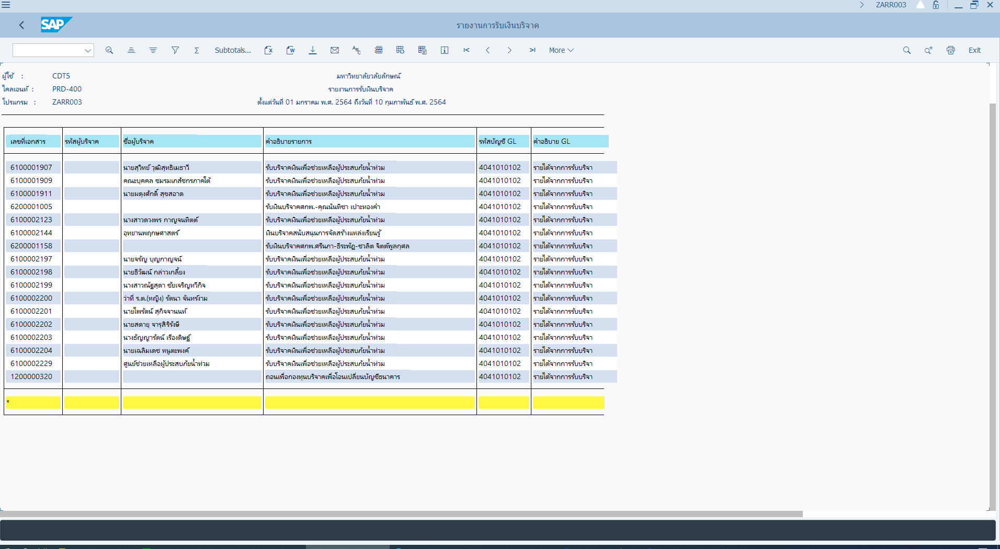 ZARR003
SAP
รายงานการรับเงินบริจาค
Subtotals...
More
Exit
ผู้ใช้ : CDT5
มหาวิทยาลัยวลัยลักษณ์
ไคลเอนท์ : PRD-400
รายงานการรับเงินบริจาค
โปรแกรม : ZARR003
ตั้งแต่วันที่ 01 มกราคม พ.ศ. 2564 ถึงวันที่ 10 กุมภาพันธ์ พ.ศ. 2564
เลขที่เอกสาร รหัสผู้บริจาค ชื่อผู้บริจาค คำอธิบายรายการ รหัสบัญชี GL คำอธิบาย GL
6100001907 นายสุวิทย์ วุฒิสุทธิเมธาวี รับบริจาคเงินเพื่อช่วยเหลือผู้ประสบภัยน้ำท่วม 4041010102 รายได้จากการรับบริจา
6100001909 คณะบุคคล ชมรมเภสัชกรภาคใต้ รับบริจาคเงินเพื่อช่วยเหลือผู้ประสบภัยน้ำท่วม 4041010102 รายได้จากการรับบริจา
6100001911 นายผดุงศักดิ์ สุขสอาด รับบริจาคเงินเพื่อช่วยเหลือผู้ประสบภัยน้ำท่วม 4041010102 รายได้จากการรับบริจา
6200001005 รับเงินบริจาคศกพ.-คุณนันทิชา เปาะทองคำ 4041010102 รายได้จากการรับบริจา
6100002123 นางสาวดวงพร กาญจนทิตต์ รับบริจาคเงินเพื่อช่วยเหลือผู้ประสบภัยน้ำท่วม 4041010102 รายได้จากการรับบริจา
6100002144 อุทยานพฤกษศาสตร์ เงินบริจาคสนับสนุนการจัดสร้างแหล่งเรียนรู้ 4041010102 รายได้จากการรับบริจา
6200001158 รับเงินบริจาคศกพ.ศรีนภา-ธีระพัฏ-ชวลิต จิตต์พูลกุศล 4041010102 รายได้จากการรับบริจา
6100002197 นายจรัญ บุญกาญจน์ รับบริจาคเงินเพื่อช่วยเหลือผู้ประสบภัยน้ำท่วม 4041010102 รายได้จากการรับบริจา
6100002198 นายธีวัฒน์ กล่าวเกลี้ยง รับบริจาคเงินเพื่อช่วยเหลือผู้ประสบภัยน้ำท่วม 4041010102 รายได้จากการรับบริจา
6100002199 นางสาวณัฐสุดา ชัยเจริญทวีกิจ รับบริจาคเงินเพื่อช่วยเหลือผู้ประสบภัยน้ำท่วม 4041010102 รายได้จากการรับบริจา
6100002200 ว่าที่ ร.ต.(หญิง) รัตนา จันทร์งาม รับบริจาคเงินเพื่อช่วยเหลือผู้ประสบภัยน้ำท่วม 4041010102 รายได้จากการรับบริจา
6100002201 นายไพรัตน์ สุกิจจานนท์ รับบริจาคเงินเพื่อช่วยเหลือผู้ประสบภัยน้ำท่วม 4041010102 รายได้จากการรับบริจา
6100002202 นายสดายุ จารุสิริรังษี รับบริจาคเงินเพื่อช่วยเหลือผู้ประสบภัยน้ำท่วม 4041010102 รายได้จากการรับบริจา
6100002203 นางธัญญารัตน์ เรืองดิษฐ์ รับบริจาคเงินเพื่อช่วยเหลือผู้ประสบภัยน้ำท่วม 4041010102 รายได้จากการรับบริจา
6100002204 นายเฉลิมเดช หนูตะพงค์ รับบริจาคเงินเพื่อช่วยเหลือผู้ประสบภัยน้ำท่วม 4041010102 รายได้จากการรับบริจา
6100002229 ศูนย์ช่วยเหลือผู้ประสบภัยน้ำท่วม รับบริจาคเงินเพื่อช่วยเหลือผู้ประสบภัยน้ำท่วม 4041010102 รายได้จากการรับบริจา
1200000320 ถอนเพื่อกองทุนบริจาคเพื่อโอนเปลี่ยนบัญชีธนาคาร 4041010102 รายได้จากการรับบริจา
*